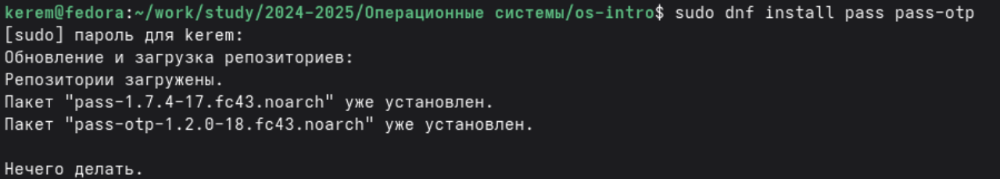 kerem@fedora:~/work/study/2024-2025/Операционные системы/os-intro$ sudo dnf install pass pass-otp
[sudo] пароль для kerem:
Обновление и загрузка репозиториев:
Репозитории загружены.
Пакет "pass-1.7.4-17.fc43.noarch" уже установлен.
Пакет "pass-otp-1.2.0-18.fc43.noarch" уже установлен.
Нечего делать.